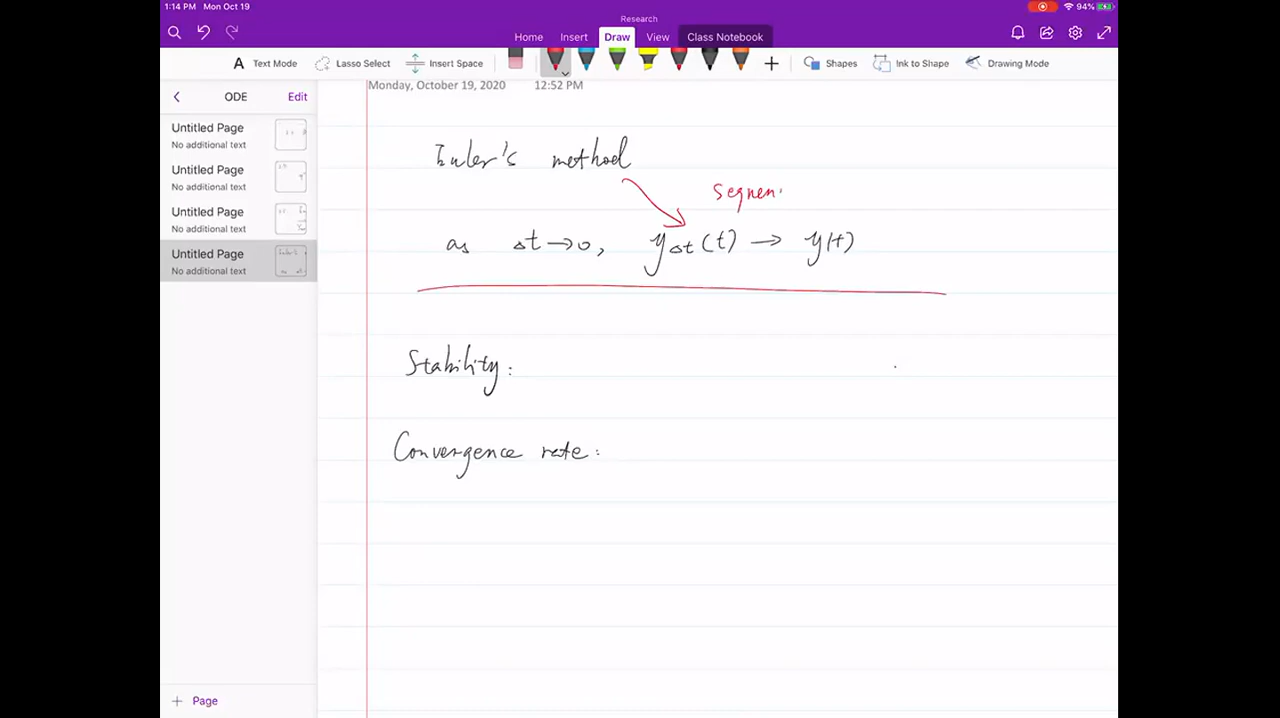 1:14 PM Mon Oct 19
94%
Research
Home Insert Draw View Class Notebook
Text Mode Lasso Select Insert Space Shapes Ink to Shape Drawing Mode
ODE Edit
Untitled Page
No additional text
Untitled Page
No additional text
Untitled Page
No additional text
Untitled Page
No additional text
+ Page
Monday, October 19, 2020 12:52 PM
Euler's method
Sequen
as Δt → 0, yΔt(t) → y(t)
Stability:
Convergence rate: